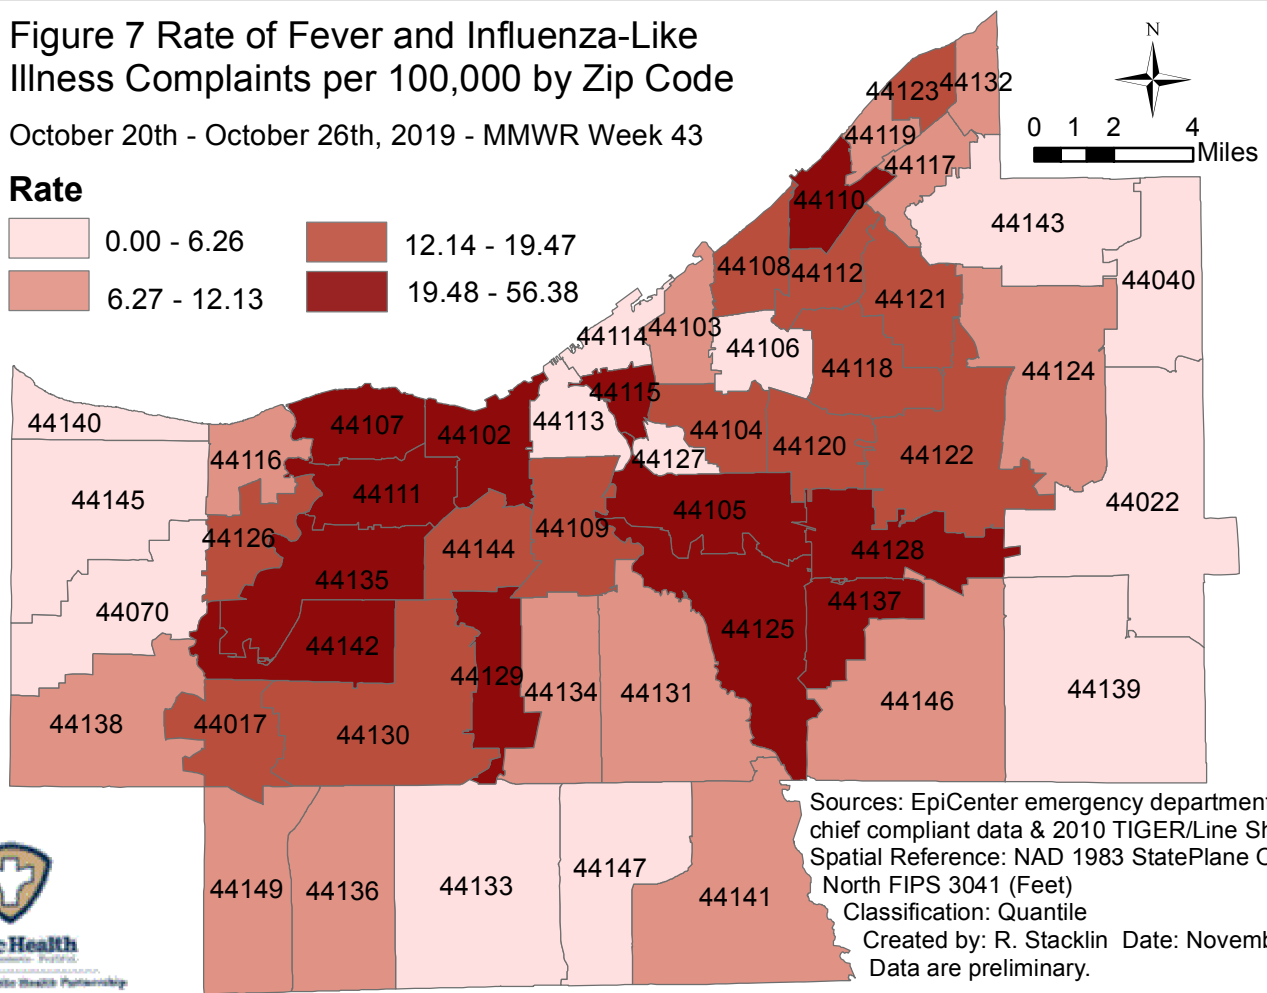 Figure 7 Rate of Fever and Influenza-Like
Illness Complaints per 100,000 by Zip Code
October 20th - October 26th, 2019 - MMWR Week 43
Rate
0.00 - 6.26
6.27 - 12.13
12.14 - 19.47
19.48 - 56.38
N
0 1 2 4
Miles
44123 44132
44119
44117
44110
44143
44108 44112
44040
44121
44114 44103
44106
44118
44124
44115
44140
44107
44102
44113
44104
44120
44122
44116
44127
44145
44111
44105
44022
44126
44109
44144
44128
44135
44070
44137
44142
44125
44129
44134
44131
44139
44146
44138
44017
44130
44149
44136
44133
44147
44141
Sources: EpiCenter emergency department
chief compliant data & 2010 TIGER/Line Sh
Spatial Reference: NAD 1983 StatePlane O
North FIPS 3041 (Feet)
Classification: Quantile
Created by: R. Stacklin Date: Novemb
Data are preliminary.
c Health
Health Partnership